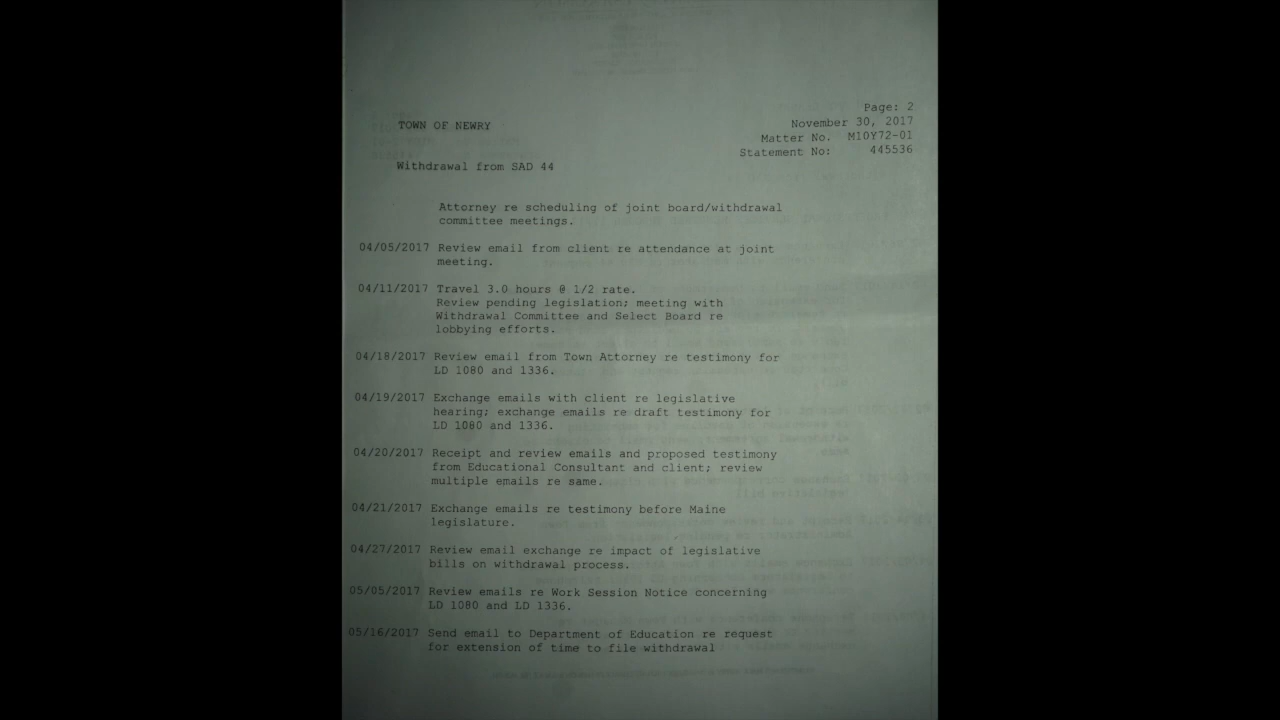 Page: 2
TOWN OF NEWRY
November 30, 2017
Matter No. M10Y72-01
Statement No: 445536
Withdrawal from SAD 44
Attorney re scheduling of joint board/withdrawal
committee meetings.
04/05/2017 Review email from client re attendance at joint
meeting.
04/11/2017 Travel 3.0 hours @ 1/2 rate.
Review pending legislation; meeting with
Withdrawal Committee and Select Board re
lobbying efforts.
04/18/2017 Review email from Town Attorney re testimony for
LD 1080 and 1336.
04/19/2017 Exchange emails with client re legislative
hearing; exchange emails re draft testimony for
LD 1080 and 1336.
04/20/2017 Receipt and review emails and proposed testimony
from Educational Consultant and client; review
multiple emails re same.
04/21/2017 Exchange emails re testimony before Maine
legislature.
04/27/2017 Review email exchange re impact of legislative
bills on withdrawal process.
05/05/2017 Review emails re Work Session Notice concerning
LD 1080 and LD 1336.
05/16/2017 Send email to Department of Education re request
for extension of time to file withdrawal